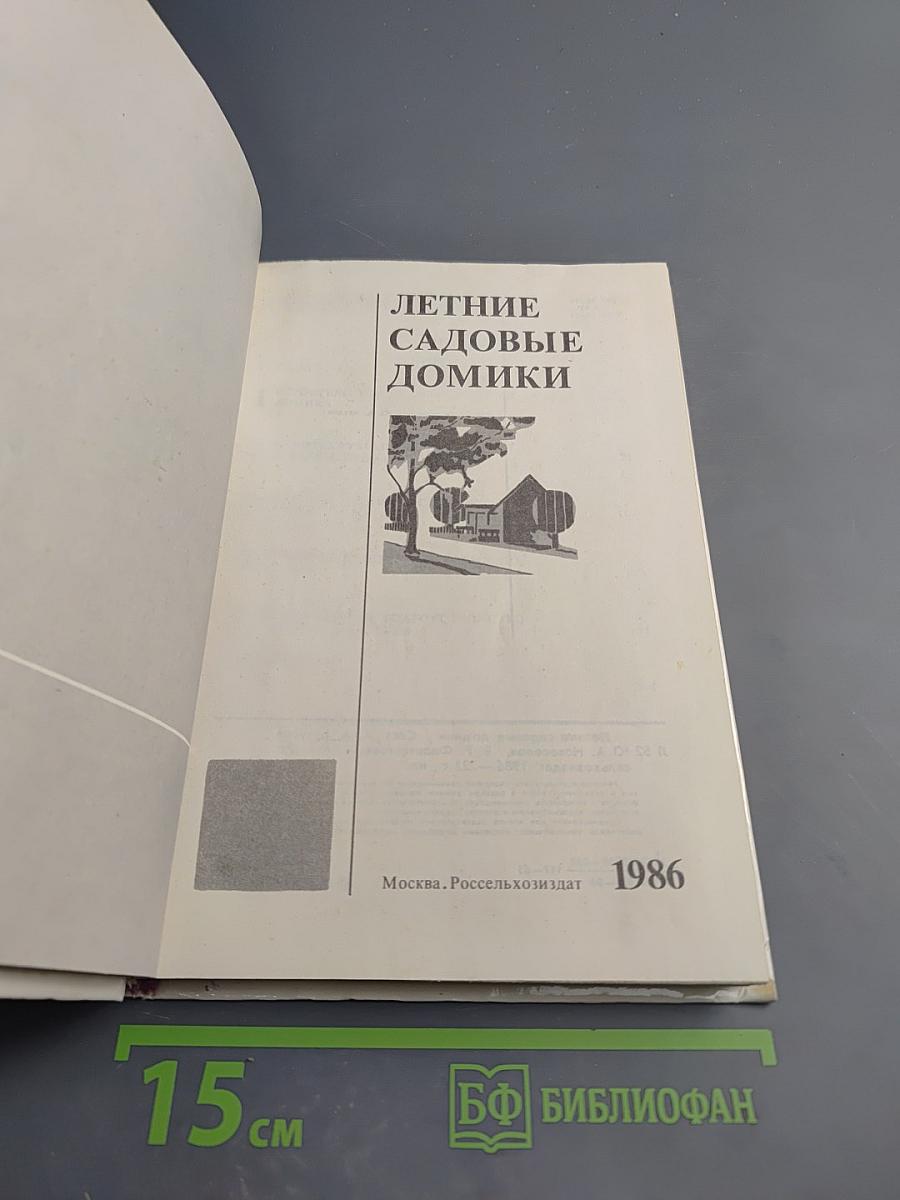 ЛЕТНИЕ
САДОВЫЕ
ДОМИКИ
Москва. Россельхозиздат 1986
15 см
БФ БИБЛИОФАН